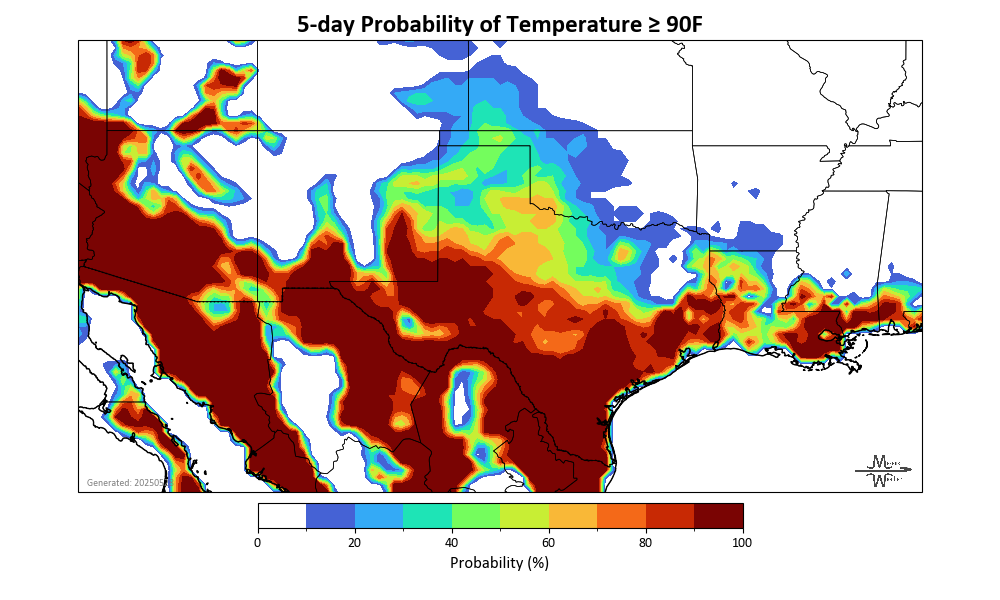 5-day Probability of Temperature ≥ 90F
Generated: 202505
0 20 40 60 80 100
Probability (%)